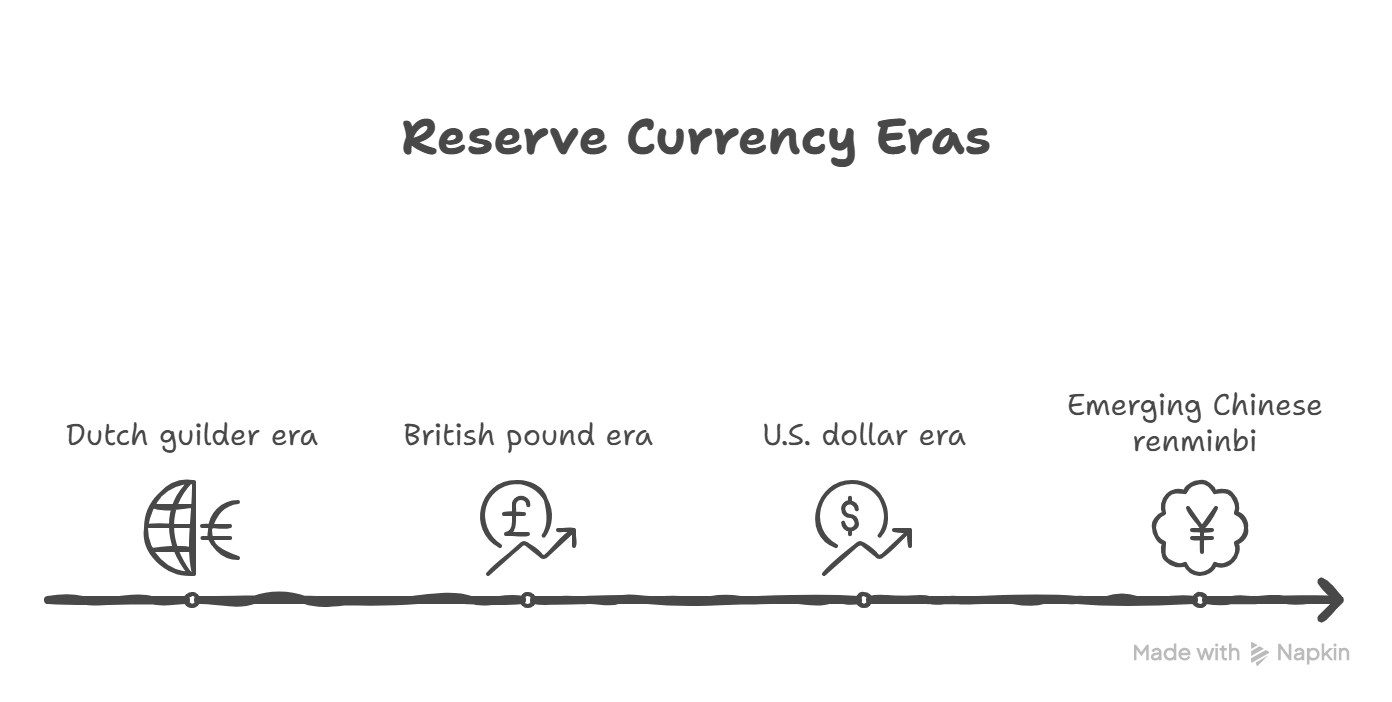 Reserve Currency Eras
Dutch guilder era
British pound era
U.S. dollar era
Emerging Chinese
renminbi
€
£
$
¥
Made with Napkin